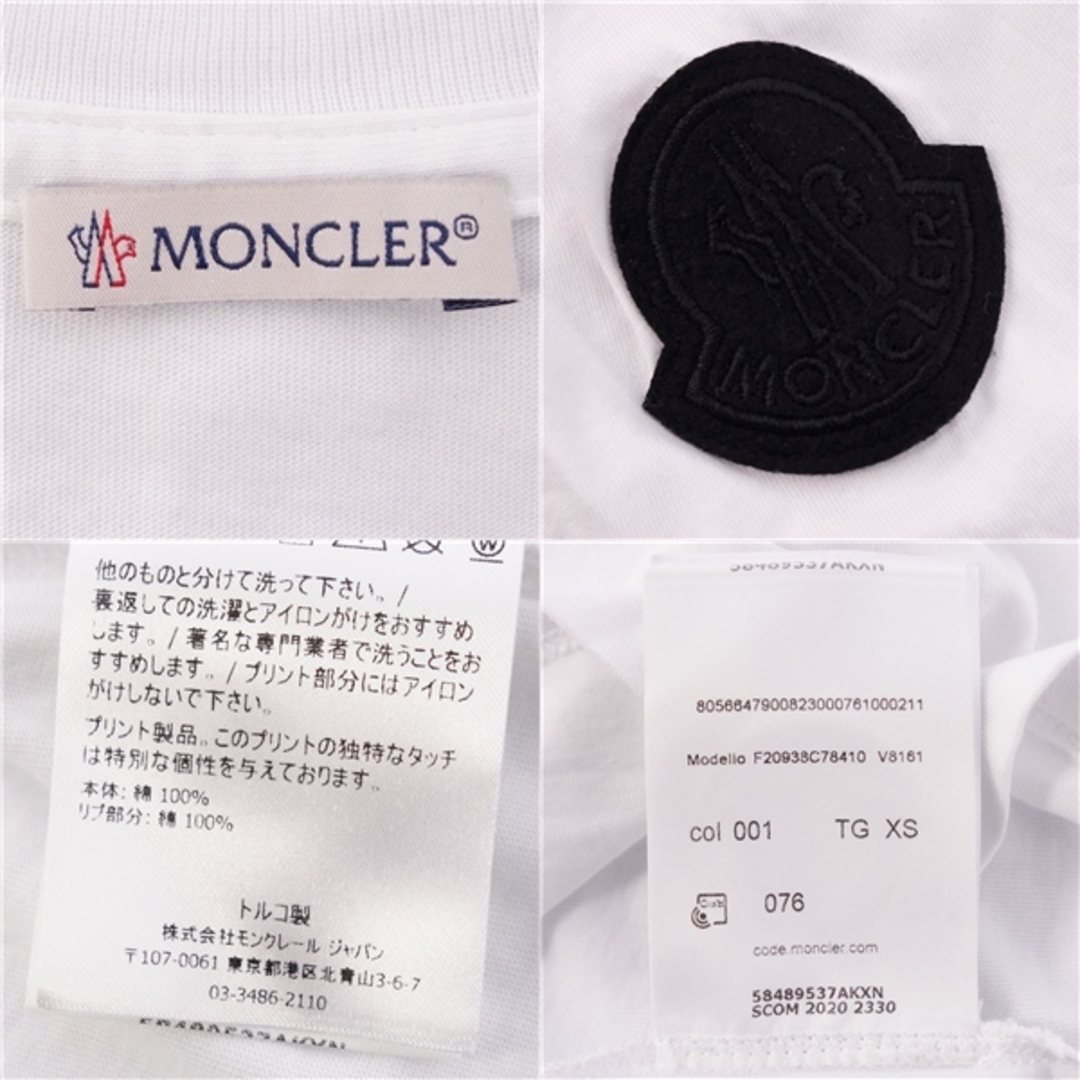 MONCLER®
MONCLER
他のものと分けて洗って下さい。/
裏返しての洗濯とアイロンがけをおすすめ
します。/ 著名な専門業者で洗うことをお
すすめします。/ プリント部分にはアイロン
がけしないで下さい。
プリント製品。このプリントの独特なタッチ
は特別な個性を与えております。
本体: 綿 100%
リブ部分: 綿 100%
トルコ製
株式会社モンクレール ジャパン
〒107-0061 東京都港区北青山3-6-7
03-3486-2110
58489537AKXN
58489537AKXN
8056647900823000761000211
Modello F20938C78410 V8161
col 001 TG XS
076
code.moncler.com
58489537AKXN
SCOM 2020 2330